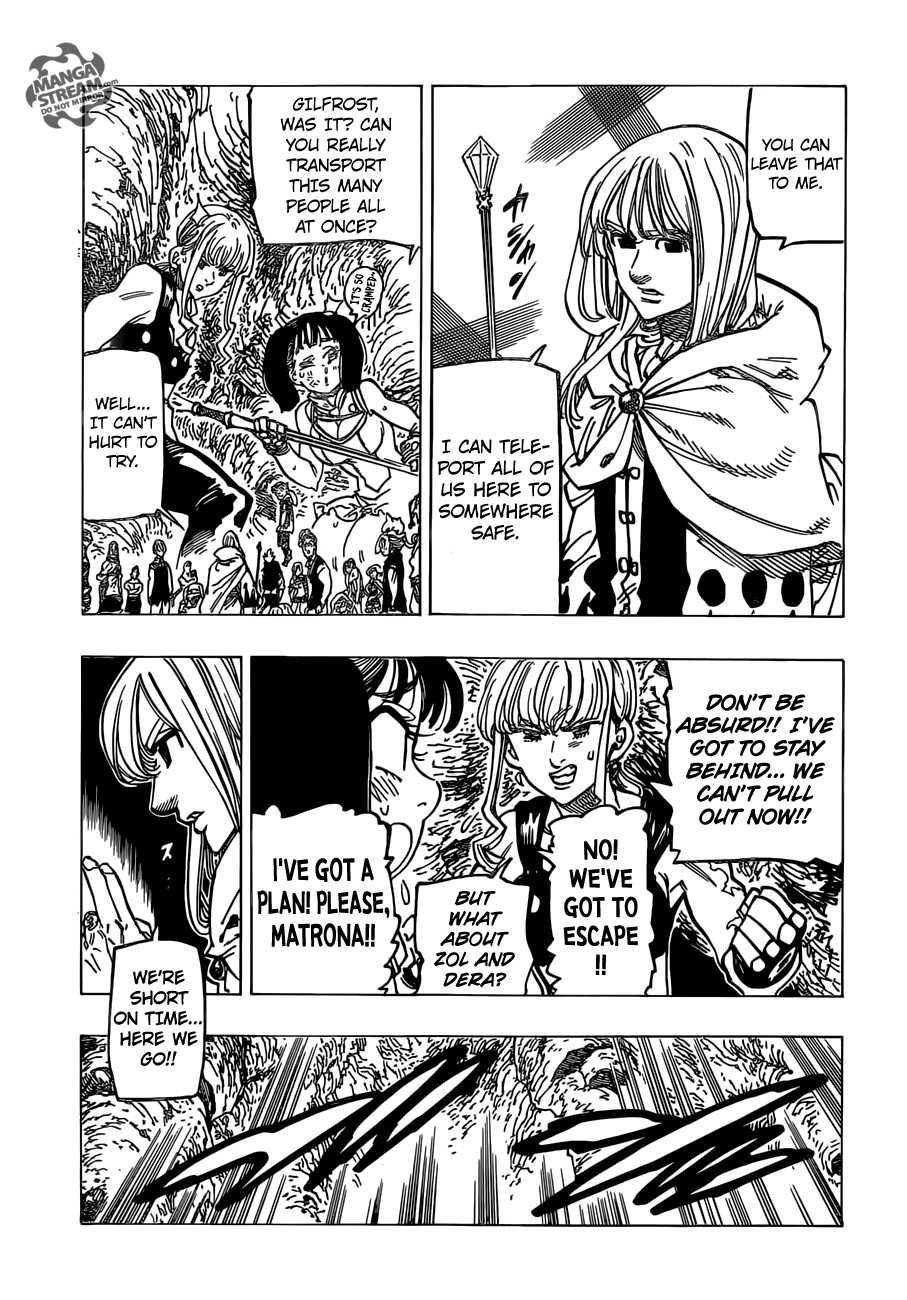 MANGA
STREAM.com
DO NOT MIRROR
YOU CAN
LEAVE THAT
TO ME.
I CAN TELE-
PORT ALL OF
US HERE TO
SOMEWHERE
SAFE.
GILFROST,
WAS IT? CAN
YOU REALLY
TRANSPORT
THIS MANY
PEOPLE ALL
AT ONCE?
IT'S SO
CRAMPED~
WELL...
IT CAN'T
HURT TO
TRY.
DON'T BE
ABSURD!! I'VE
GOT TO STAY
BEHIND... WE
CAN'T PULL
OUT NOW!!
NO!
WE'VE
GOT TO
ESCAPE
!!
BUT
WHAT
ABOUT
ZOL AND
DERA?
I'VE GOT A
PLAN! PLEASE,
MATRONA!!
ス
WE'RE
SHORT
ON TIME...
HERE WE
GO!!